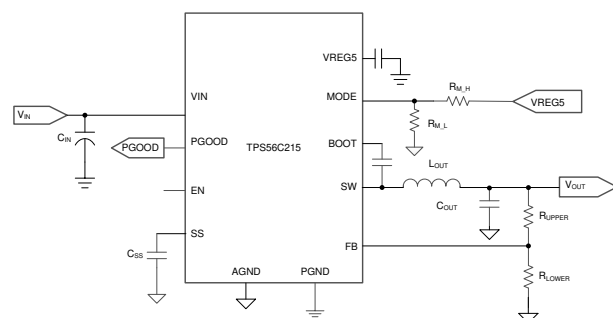 VREG5
VIN
MODE
R_M_H
VREG5
V_IN
C_IN
R_M_L
PGOOD
PGOOD
TPS56C215
BOOT
L_OUT
EN
SW
V_OUT
C_OUT
R_UPPER
SS
C_SS
FB
R_LOWER
AGND
PGND